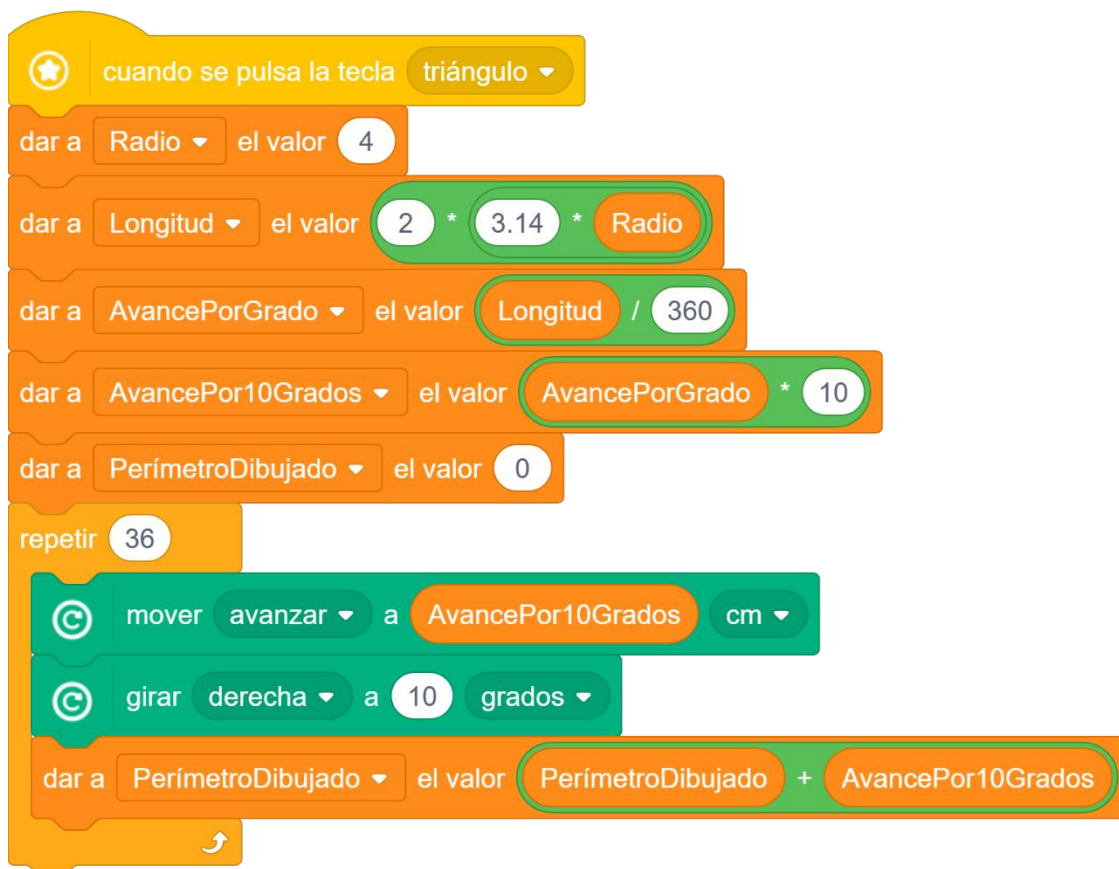 cuando se pulsa la tecla triángulo
dar a Radio el valor 4
dar a Longitud el valor 2 * 3.14 * Radio
dar a AvancePorGrado el valor Longitud / 360
dar a AvancePor10Grados el valor AvancePorGrado * 10
dar a PerímetroDibujado el valor 0
repetir 36
mover avanzar a AvancePor10Grados cm
girar derecha a 10 grados
dar a PerímetroDibujado el valor PerímetroDibujado + AvancePor10Grados